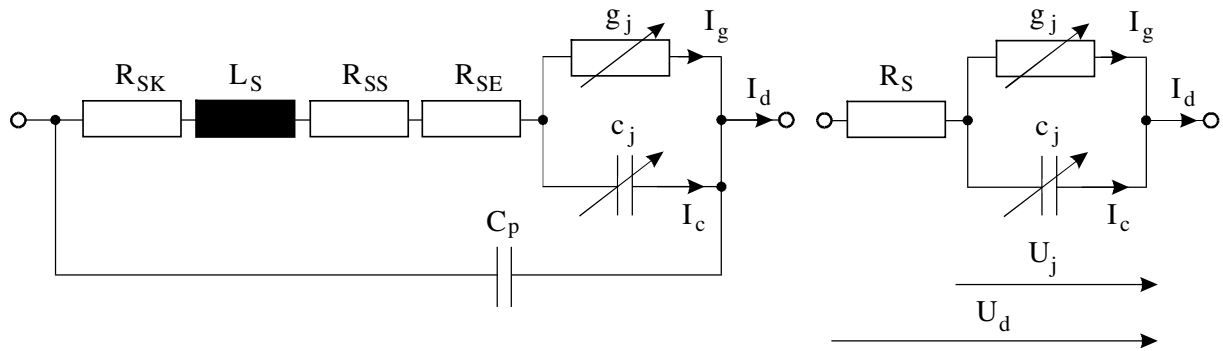 g_j I_g g_j I_g
R_SK L_S R_SS R_SE I_d R_S I_d
c_j c_j
I_c I_c
C_p
U_j
U_d